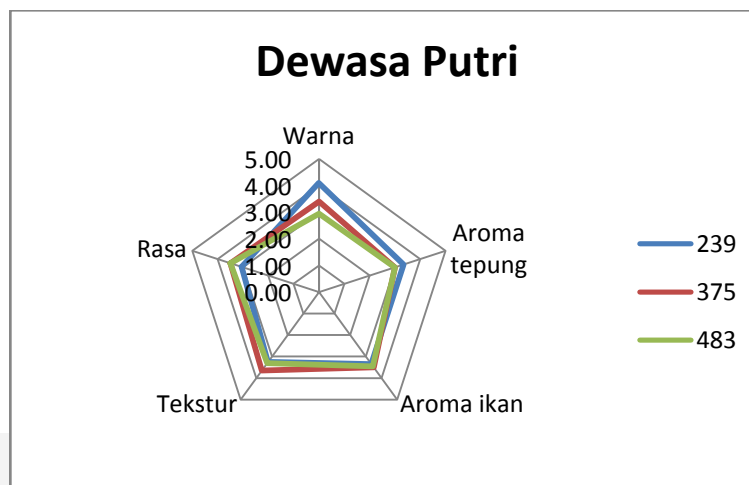 Dewasa Putri
Warna
5.00
4.00
3.00
2.00
1.00
0.00
Aroma
tepung
Aroma ikan
Tekstur
Rasa
239
375
483